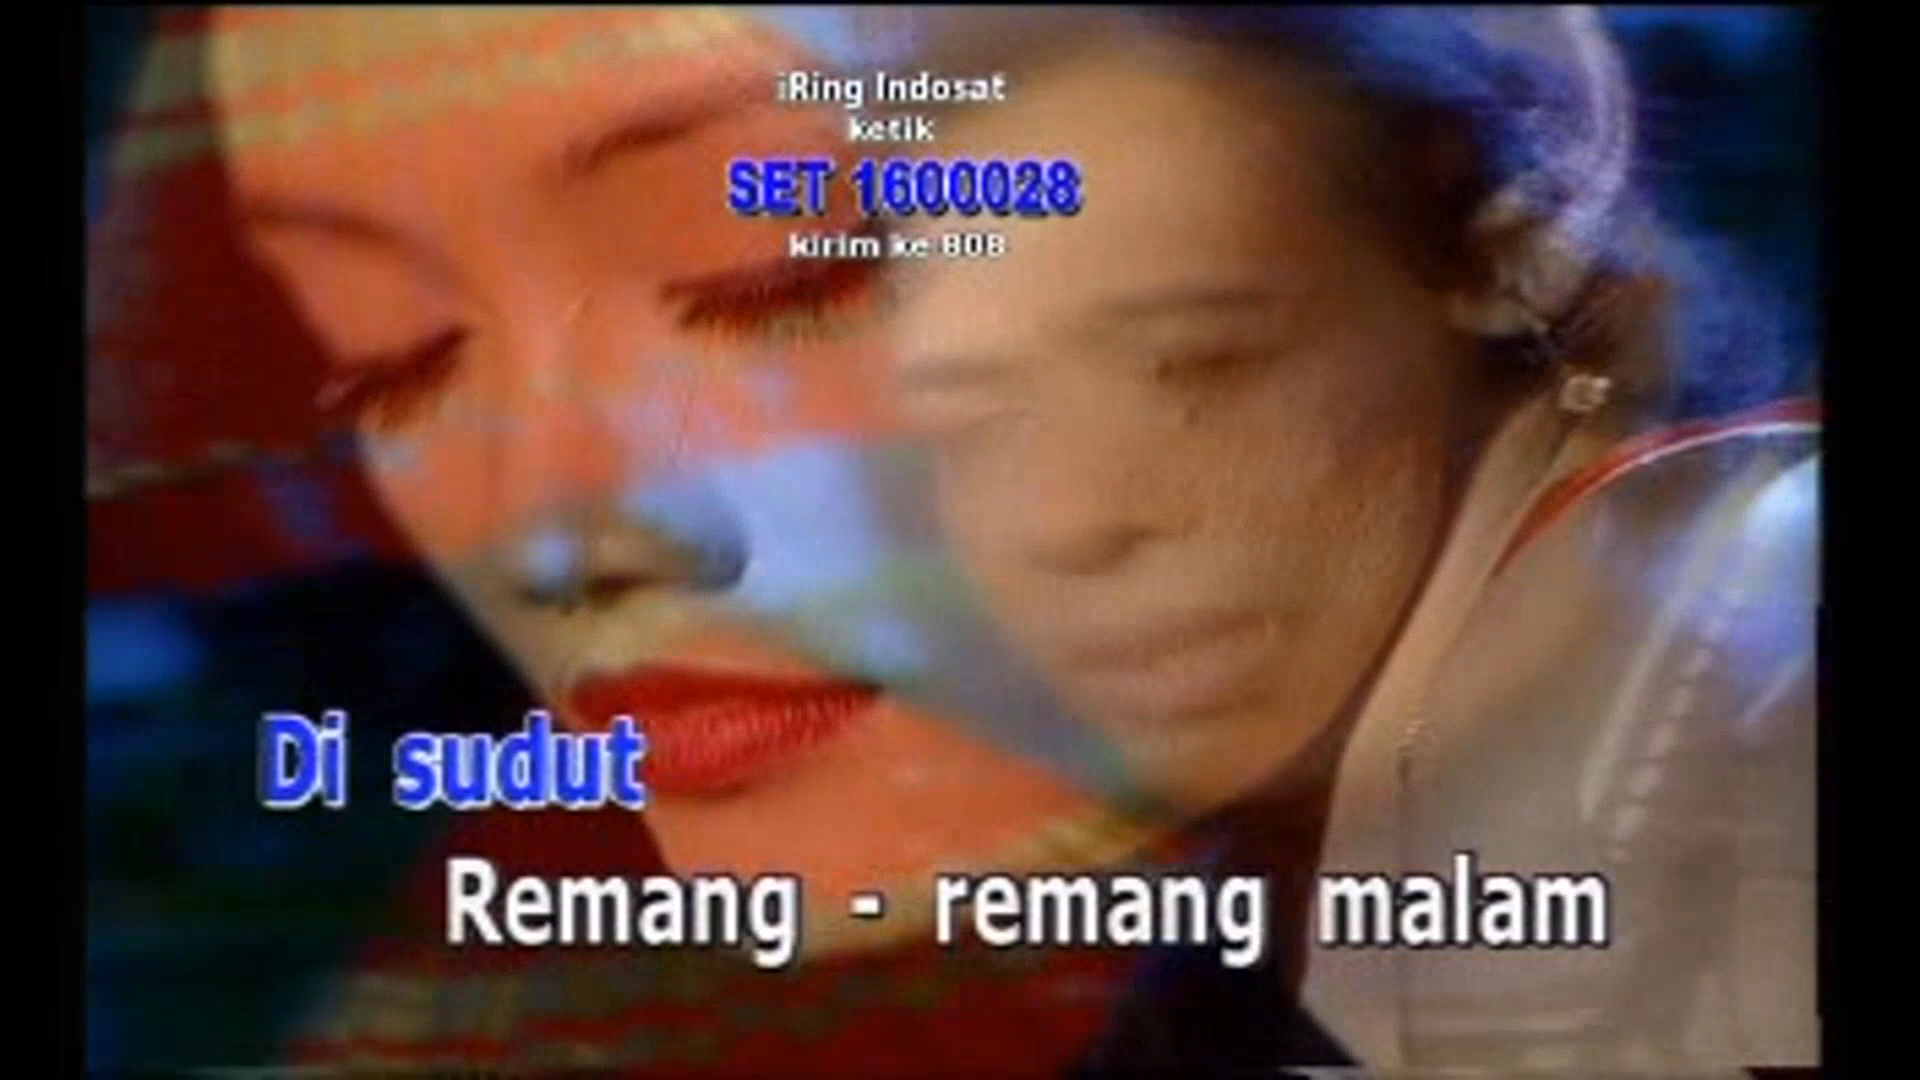 iRing Indosat
ketik
SET 1600028
kirim ke 808
Di sudut
Remang - remang malam